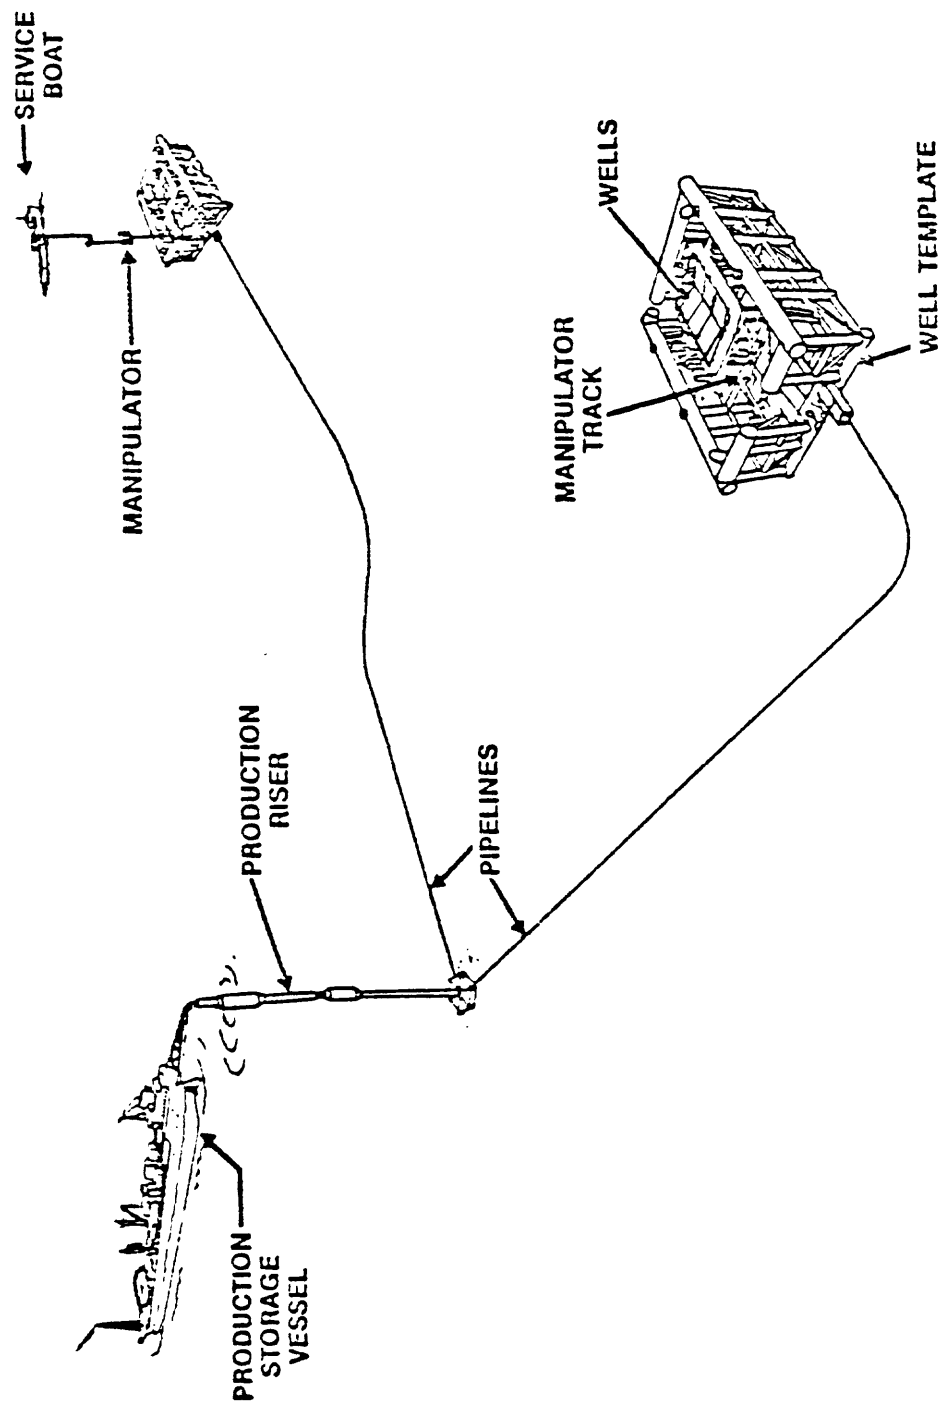 SERVICE
BOAT
MANIPULATOR
WELLS
MANIPULATOR
TRACK
WELL TEMPLATE
PRODUCTION
RISER
PIPELINES
PRODUCTION
STORAGE
VESSEL